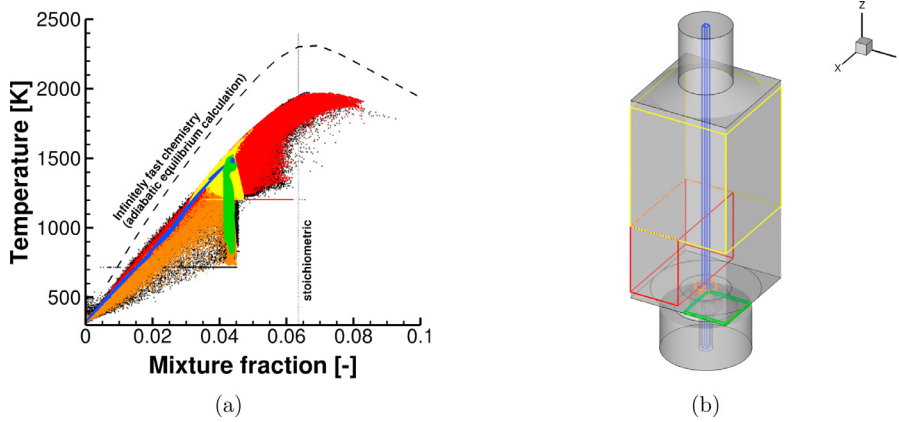 2500
2000
1500
1000
500
Temperature [K]
Infinitely fast chemistry
(adiabatic equilibrium calculation)
stoichiometric
0
0.02
0.04
0.06
0.08
0.1
Mixture fraction [-]
(a)
Z
X
(b)